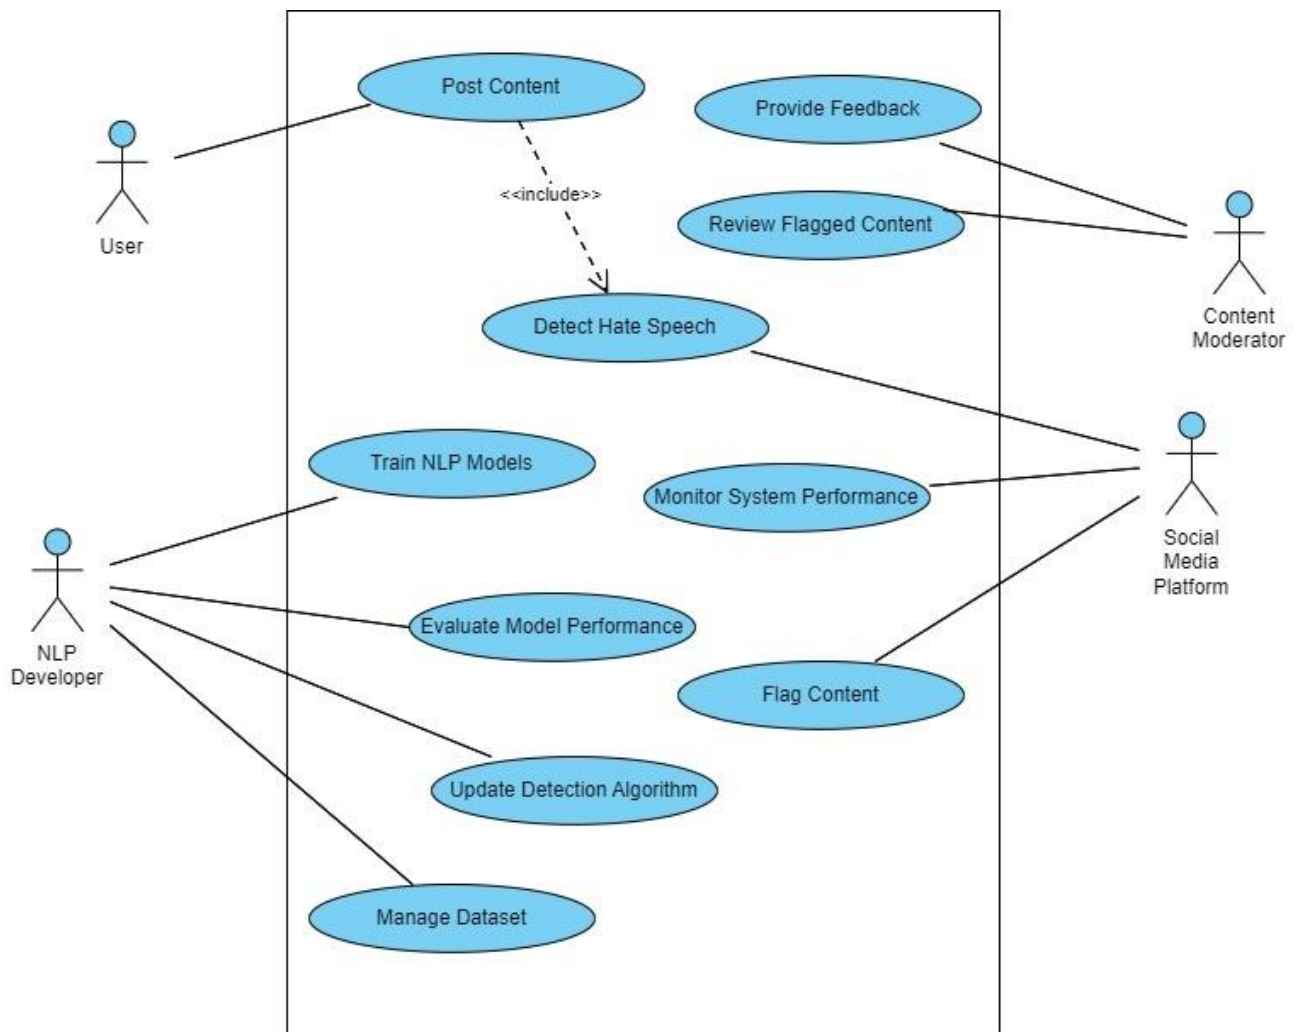 Post Content
Provide Feedback
<<include>>
Review Flagged Content
User
Detect Hate Speech
Content
Moderator
Train NLP Models
Monitor System Performance
Social
Media
Platform
Evaluate Model Performance
NLP
Developer
Flag Content
Update Detection Algorithm
Manage Dataset